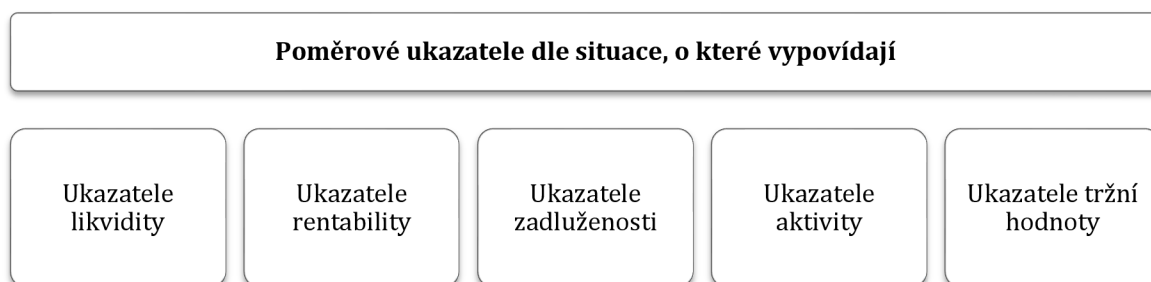 Poměrové ukazatele dle situace, o které vypovídají
Ukazatele
likvidity
Ukazatele
rentability
Ukazatele
zadluženosti
Ukazatele
aktivity
Ukazatele tržní
hodnoty